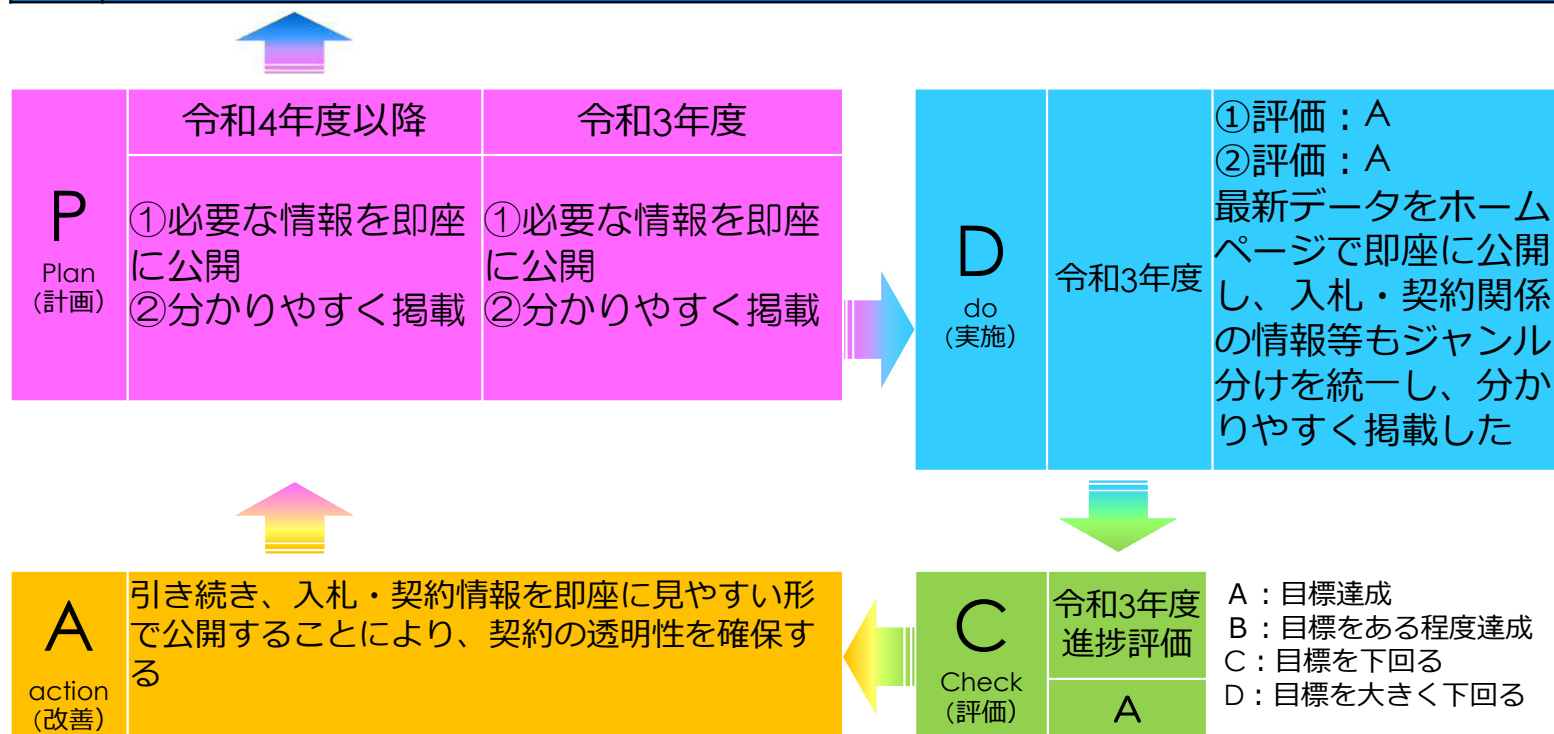 令和4年度以降
令和3年度
P
Plan
（計画）
①必要な情報を即座
に公開
②分かりやすく掲載
①必要な情報を即座
に公開
②分かりやすく掲載
D
do
（実施）
令和3年度
①評価：A
②評価：A
最新データをホーム
ページで即座に公開
し、入札・契約関係
の情報等もジャンル
分けを統一し、分か
りやすく掲載した
A
action
（改善）
引き続き、入札・契約情報を即座に見やすい形
で公開することにより、契約の透明性を確保す
る
C
Check
（評価）
令和3年度
進捗評価
A
A：目標達成
B：目標をある程度達成
C：目標を下回る
D：目標を大きく下回る